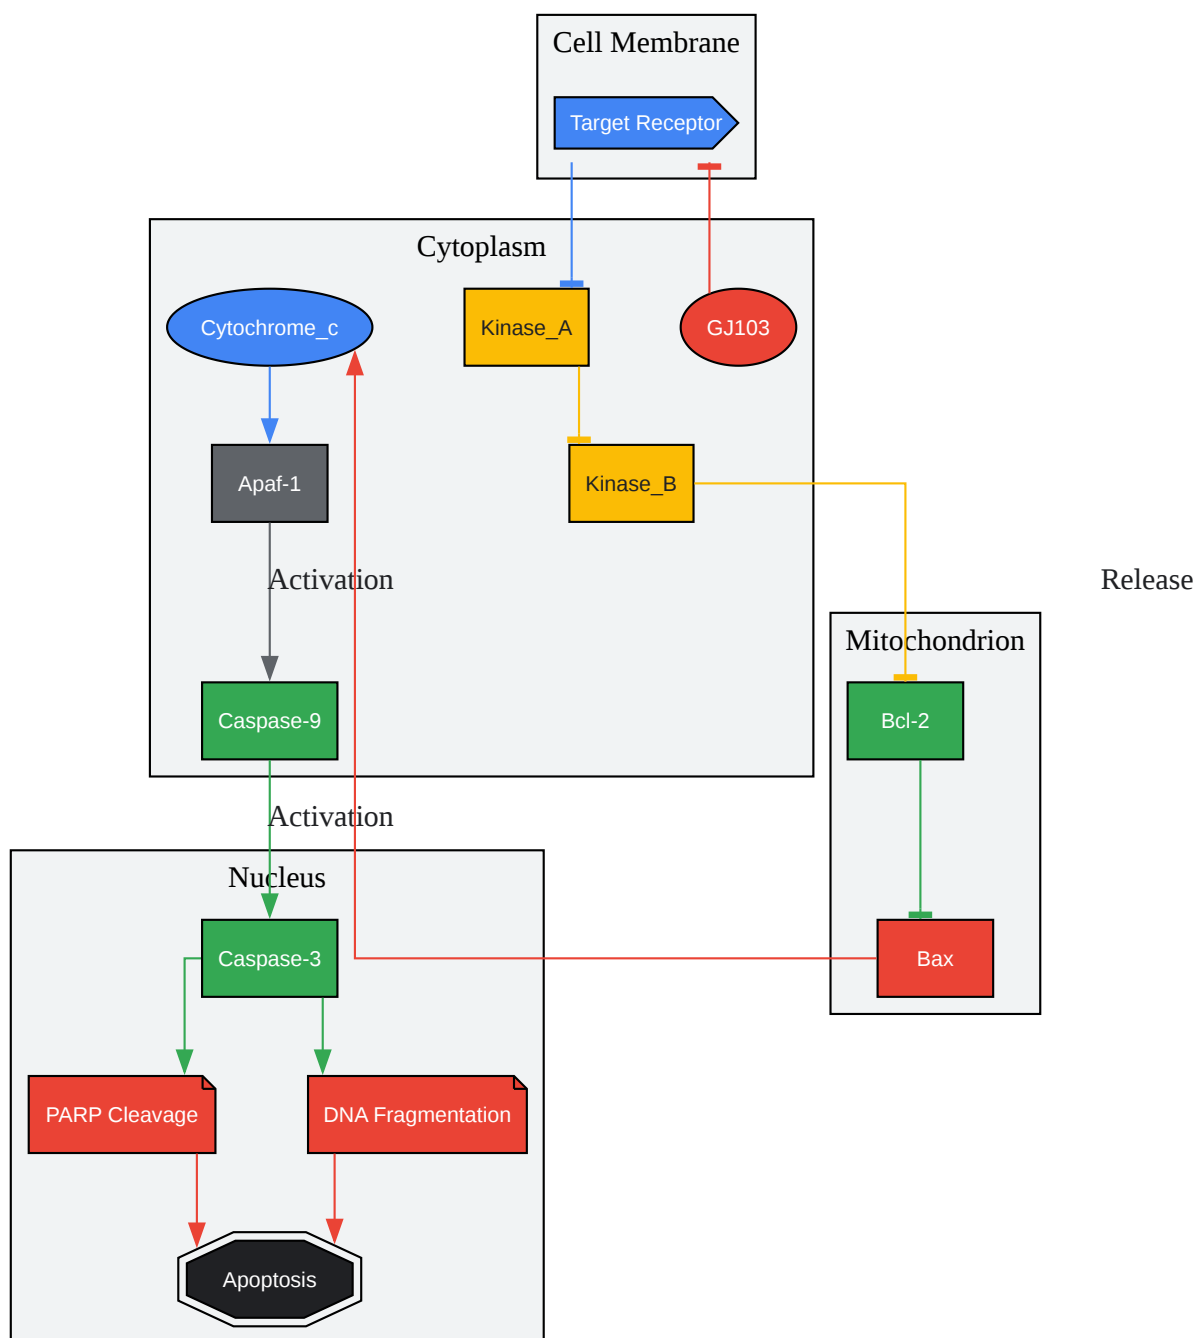 Cell Membrane
Target Receptor
Cytoplasm
Cytochrome_c
Kinase_A
GJ103
Apaf-1
Kinase_B
Activation
Release
Mitochondrion
Caspase-9
Bcl-2
Activation
Nucleus
Caspase-3
Bax
PARP Cleavage
DNA Fragmentation
Apoptosis